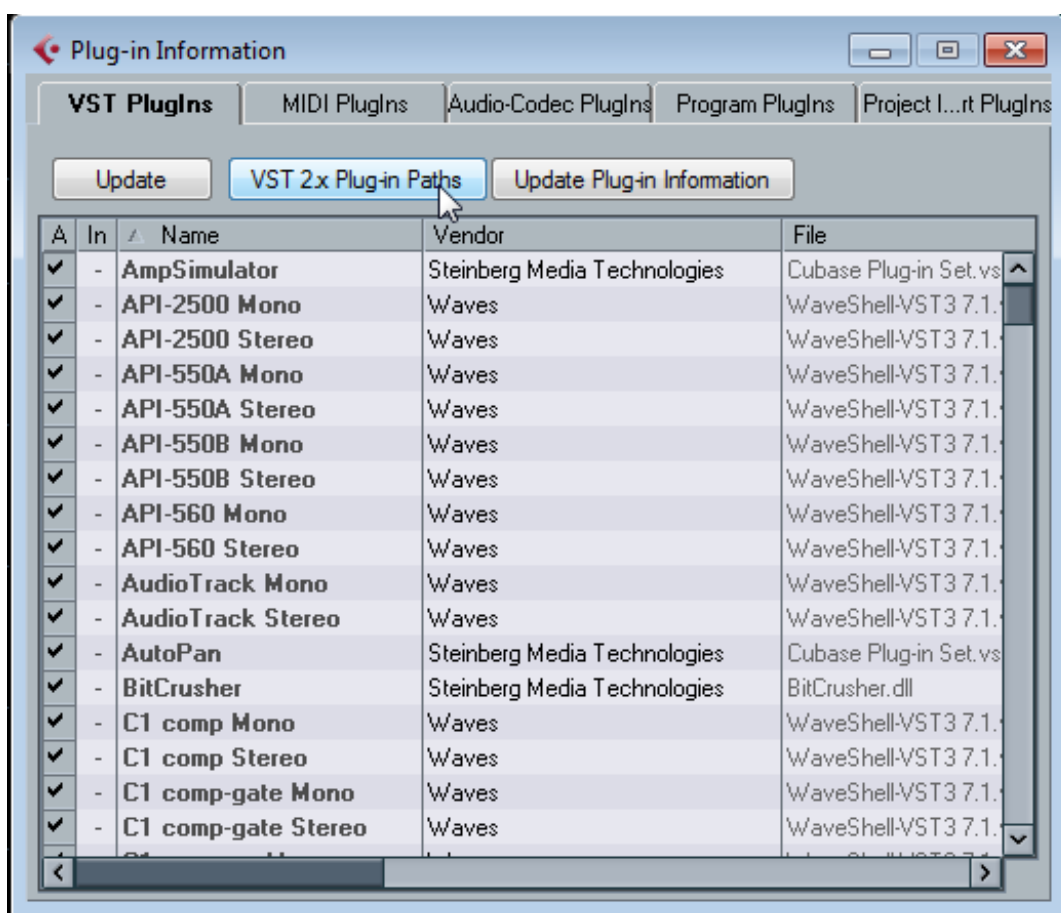 Plug-in Information
VST PlugIns MIDI PlugIns Audio-Codec PlugIns Program PlugIns Project I...rt PlugIns
Update VST 2.x Plug-in Paths Update Plug-in Information
A In Name Vendor File
- AmpSimulator Steinberg Media Technologies Cubase Plug-in Set.vs
- API-2500 Mono Waves WaveShell-VST3 7.1.
- API-2500 Stereo Waves WaveShell-VST3 7.1.
- API-550A Mono Waves WaveShell-VST3 7.1.
- API-550A Stereo Waves WaveShell-VST3 7.1.
- API-550B Mono Waves WaveShell-VST3 7.1.
- API-550B Stereo Waves WaveShell-VST3 7.1.
- API-560 Mono Waves WaveShell-VST3 7.1.
- API-560 Stereo Waves WaveShell-VST3 7.1.
- AudioTrack Mono Waves WaveShell-VST3 7.1.
- AudioTrack Stereo Waves WaveShell-VST3 7.1.
- AutoPan Steinberg Media Technologies Cubase Plug-in Set.vs
- BitCrusher Steinberg Media Technologies BitCrusher.dll
- C1 comp Mono Waves WaveShell-VST3 7.1.
- C1 comp Stereo Waves WaveShell-VST3 7.1.
- C1 comp-gate Mono Waves WaveShell-VST3 7.1.
- C1 comp-gate Stereo Waves WaveShell-VST3 7.1.